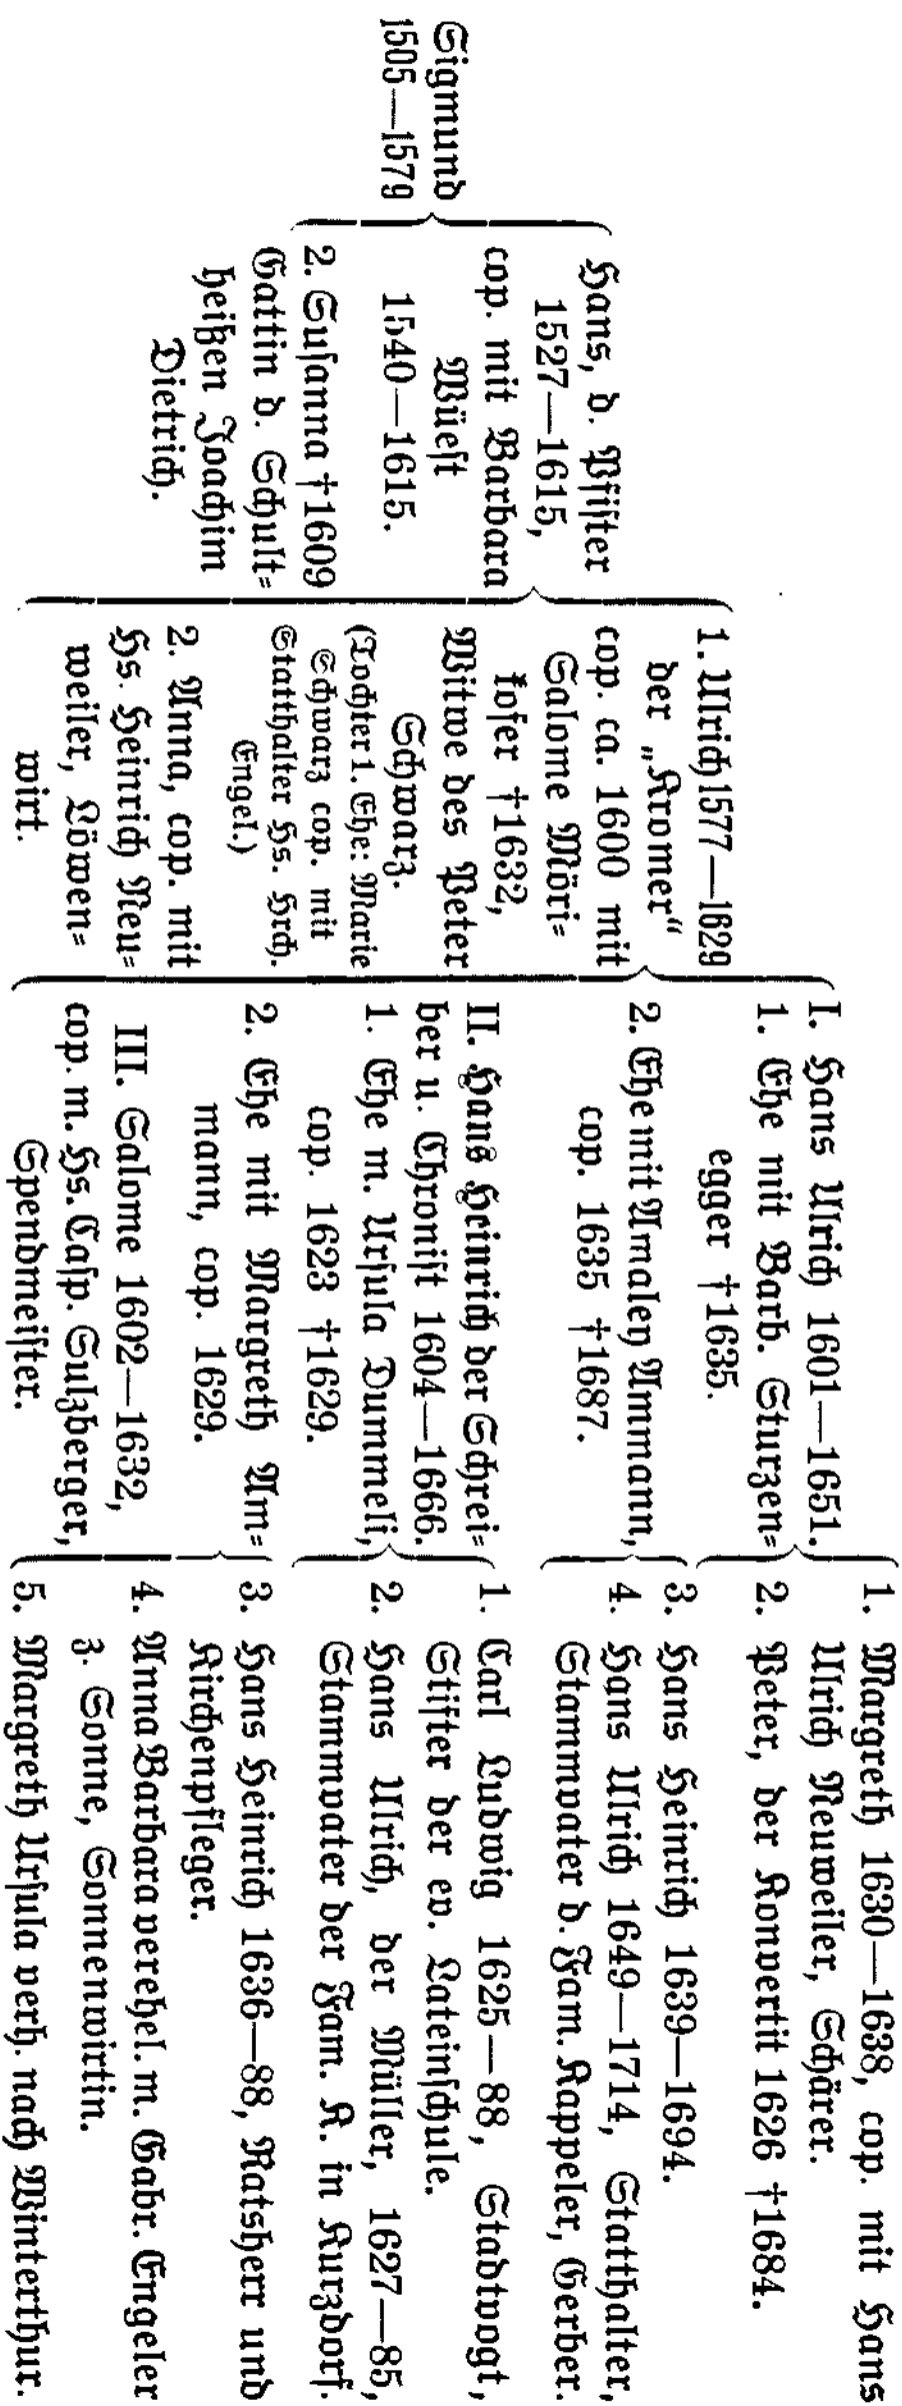 Sigmund
1505—1579
Hans, d. Pfister
1527—1615,
cop. mit Barbara
Wüest
1540—1615.
2. Susanna †1609
Gattin d. Schult=
heißen Joachim
Dietrich.
1. Ulrich 1577—1629
der „Kromer“
cop. ca. 1600 mit
Salome Möri=
kofer †1632,
Witwe des Peter
Schwarz.
(Tochter 1. Ehe: Marie
Schwarz cop. mit
Statthalter Hs. Hrch.
Engel.)
2. Anna, cop. mit
Hs. Heinrich Neu=
weiler, Löwen=
wirt.
I. Hans Ulrich 1601—1651.
1. Ehe mit Barb. Sturzen=
egger †1635.
2. Ehe mit Amaley Ammann,
cop. 1635 †1687.
II. Hans Heinrich der Schrei=
ber u. Chronist 1604—1666.
1. Ehe m. Ursula Dummeli,
cop. 1623 †1629.
2. Ehe mit Margreth Am=
mann, cop. 1629.
III. Salome 1602—1632,
cop. m. Hs. Casp. Sulzberger,
Spendmeister.
1. Margreth 1630—1638, cop. mit Hans
Ulrich Neuweiler, Schärer.
2. Peter, der Konvertit 1626 †1684.
3. Hans Heinrich 1639—1694.
4. Hans Ulrich 1649—1714, Statthalter,
Stammvater d. Fam. Kappeler, Gerber.
1. Carl Ludwig 1625—88, Stadtvogt,
Stifter der ev. Lateinschule.
2. Hans Ulrich, der Müller, 1627—85,
Stammvater der Fam. K. in Kurzdorf.
3. Hans Heinrich 1636—88, Ratsherr und
Kirchenpfleger.
4. Anna Barbara verehel. m. Gabr. Engeler
z. Sonne, Sonnenwirtin.
5. Margreth Ursula verh. nach Winterthur.